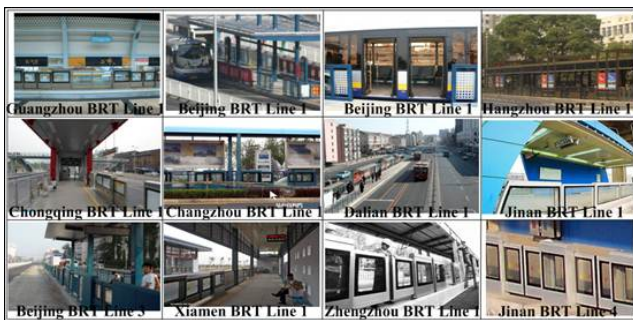 Guangzhou BRT Line 1
Beijing BRT Line 1
Beijing BRT Line 1
Hangzhou BRT Line 1
Chongqing BRT Line 1
Changzhou BRT Line 1
Dalian BRT Line 1
Jinan BRT Line 1
Beijing BRT Line 3
Xiamen BRT Line 1
ZhengZhou BRT Line 1
Jinan BRT Line 4